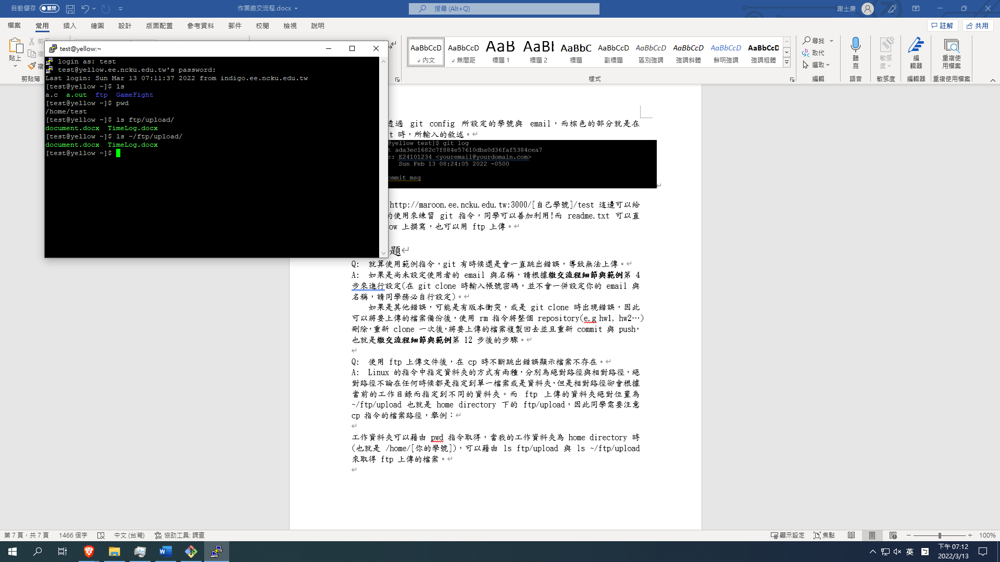 自動儲存 關閉
作業繳交流程.docx
搜尋 (Alt+Q)
謝士廉
檔案 常用 插入 繪圖 設計 版面配置 參考資料 郵件 校閱 檢視 說明
註解 共用
貼上
剪貼簿
AaBbCcD AaBbCcD AaB AaBl AaBbC AaBbCcD AaBbCcD AaBbCcD AaBbCcD AaBbCcD
內文 無間距 標題 1 標題 2 標題 副標題 區別強調 強調斜體 鮮明強調 強調粗體
樣式
尋找
取代
選取
編輯
聽寫
語音
敏感度
敏感度
編輯器
編輯器
重複使用檔案
重複使用檔案
test@yellow:~
login as: test
test@yellow.ee.ncku.edu.tw's password:
Last login: Sun Mar 13 07:11:37 2022 from indigo.ee.ncku.edu.tw
[test@yellow ~]$ ls
a.c a.out ftp GameFight
[test@yellow ~]$ pwd
/home/test
[test@yellow ~]$ ls ftp/upload/
document.docx TimeLog.docx
[test@yellow ~]$ ls ~/ftp/upload/
document.docx TimeLog.docx
[test@yellow ~]$
透過 git config 所設定的學號與 email，而棕色的部分就是在
t 時，所輸入的敘述。
@yellow test]$ git log
t ada3ec1682c7f884e57610dba0d36faf5384cea7
r: E24101234 <youremail@yourdomain.com>
Sun Feb 13 08:24:05 2022 -0500
ommit msg
http://maroon.ee.ncku.edu.tw:3000/[自己學號]/test 這邊可以給
的使用來練習 git 指令，同學可以善加利用!而 readme.txt 可以直
ow 上撰寫，也可以用 ftp 上傳。
題
Q: 就算使用範例指令，git 有時候還是會一直跳出錯誤，導致無法上傳。
A: 如果是尚未設定使用者的 email 與名稱，請根據繳交流程細節與範例第 4
步來進行設定(在 git clone 時輸入帳號密碼，並不會一併設定你的 email 與
名稱，請同學務必自行設定)。
如果是其他錯誤，可能是有版本衝突，或是 git clone 時出現錯誤，因此
可以將要上傳的檔案備份後，使用 rm 指令將整個 repository(e.g hw1, hw2…)
刪除，重新 clone 一次後，將要上傳的檔案複製回去並且重新 commit 與 push，
也就是繳交流程細節與範例第 12 步後的步驟。
Q: 使用 ftp 上傳文件後，在 cp 時不斷跳出錯誤顯示檔案不存在。
A: Linux 的指令中指定資料夾的方式有兩種，分別為絕對路徑與相對路徑，絕
對路徑不論在任何時候都是指定到單一檔案或是資料夾，但是相對路徑卻會根據
當前的工作目錄而指定到不同的資料夾。而 ftp 上傳的資料夾絕對位置為
~/ftp/upload 也就是 home directory 下的 ftp/upload，因此同學需要注意
cp 指令的檔案路徑，舉例：
工作資料夾可以藉由 pwd 指令取得，當我的工作資料夾為 home directory 時
(也就是 /home/[你的學號])，可以藉由 ls ftp/upload 與 ls ~/ftp/upload
來取得 ftp 上傳的檔案。
第 7 頁，共 7 頁 1466 個字 中文 (台灣) 協助工具: 調查
顯示設定 焦點 100%
英
下午 07:12
2022/3/13